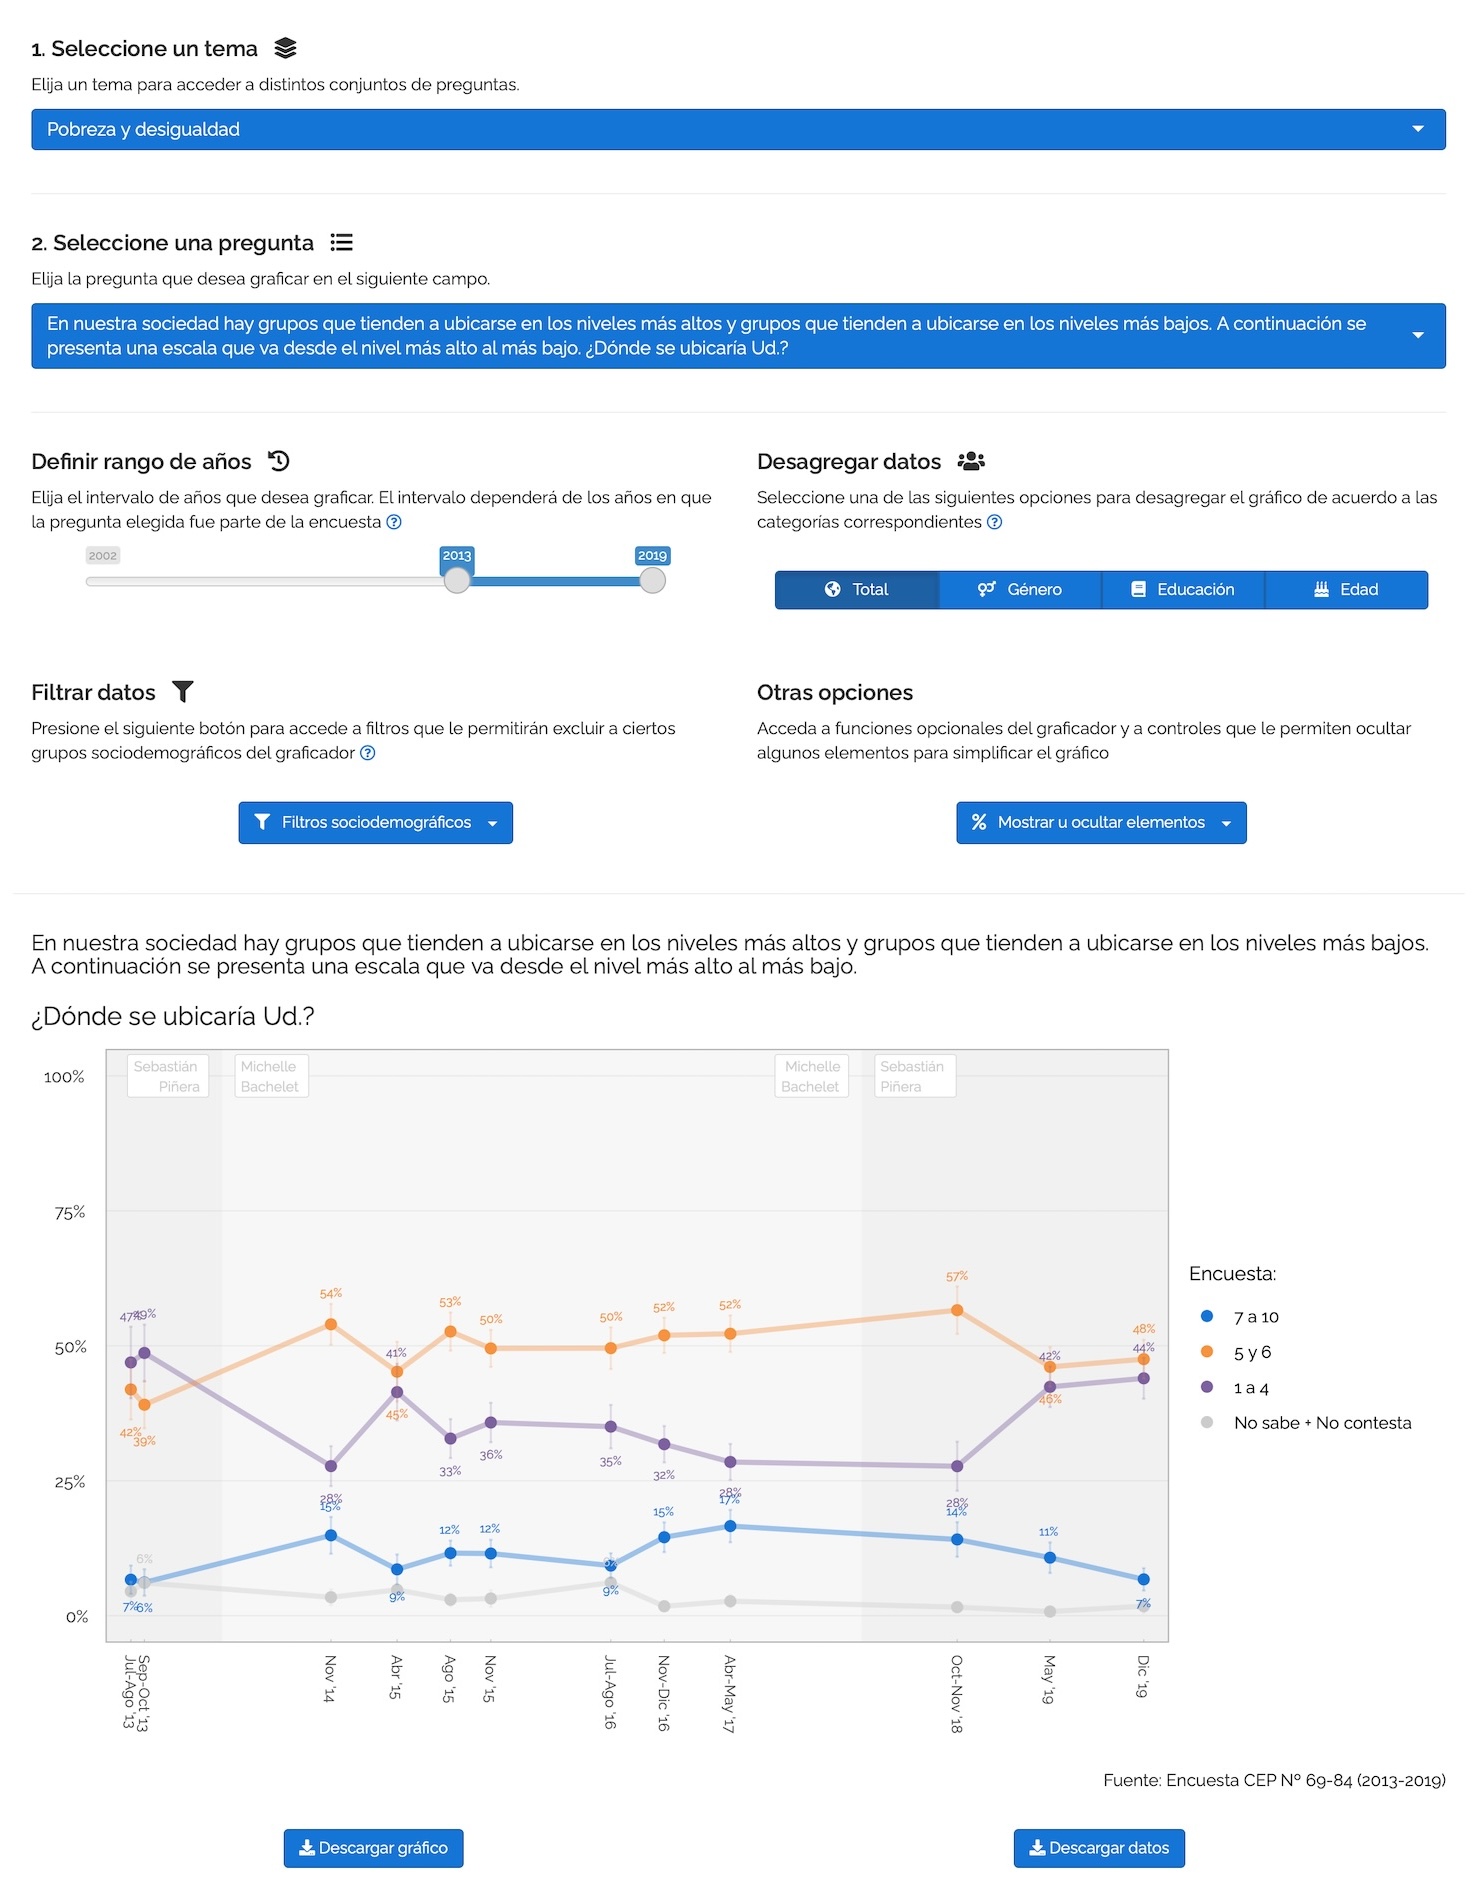 1. Seleccione un tema
Elija un tema para acceder a distintos conjuntos de preguntas.
Pobreza y desigualdad
2. Seleccione una pregunta
Elija la pregunta que desea graficar en el siguiente campo.
En nuestra sociedad hay grupos que tienden a ubicarse en los niveles más altos y grupos que tienden a ubicarse en los niveles más bajos. A continuación se
presenta una escala que va desde el nivel más alto al más bajo. ¿Dónde se ubicaría Ud.?
Definir rango de años
Elija el intervalo de años que desea graficar. El intervalo dependerá de los años en que
la pregunta elegida fue parte de la encuesta
2002
2013
2019
Desagregar datos
Seleccione una de las siguientes opciones para desagregar el gráfico de acuerdo a las
categorías correspondientes
Total
Género
Educación
Edad
Filtrar datos
Presione el siguiente botón para accede a filtros que le permitirán excluir a ciertos
grupos sociodemográficos del graficador
Filtros sociodemográficos
Otras opciones
Acceda a funciones opcionales del graficador y a controles que le permiten ocultar
algunos elementos para simplificar el gráfico
Mostrar u ocultar elementos
En nuestra sociedad hay grupos que tienden a ubicarse en los niveles más altos y grupos que tienden a ubicarse en los niveles más bajos.
A continuación se presenta una escala que va desde el nivel más alto al más bajo.
¿Dónde se ubicaría Ud.?
Sebastián
Piñera
Michelle
Bachelet
Michelle
Bachelet
Sebastián
Piñera
100%
75%
50%
25%
0%
47%
49%
54%
41%
53%
50%
50%
52%
52%
57%
42%
48%
44%
42%
39%
45%
46%
28%
33%
36%
35%
32%
28%
28%
15%
12%
12%
15%
17%
14%
11%
6%
7%
6%
9%
6%
9%
7%
Jul-Ago '13
Sep-Oct '13
Nov '14
Abr '15
Ago '15
Nov '15
Jul-Ago '16
Nov-Dic '16
Abr-May '17
Oct-Nov '18
May '19
Dic '19
Encuesta:
7 a 10
5 y 6
1 a 4
No sabe + No contesta
Fuente: Encuesta CEP Nº 69-84 (2013-2019)
Descargar gráfico
Descargar datos